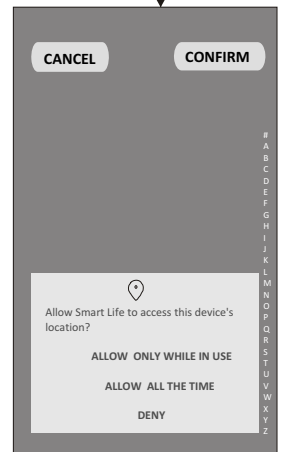 CANCEL
CONFIRM
#
A
B
C
D
E
F
G
H
I
J
K
L
M
N
O
P
Q
R
S
T
U
V
W
X
Y
Z
Allow Smart Life to access this device's
location?
ALLOW ONLY WHILE IN USE
ALLOW ALL THE TIME
DENY